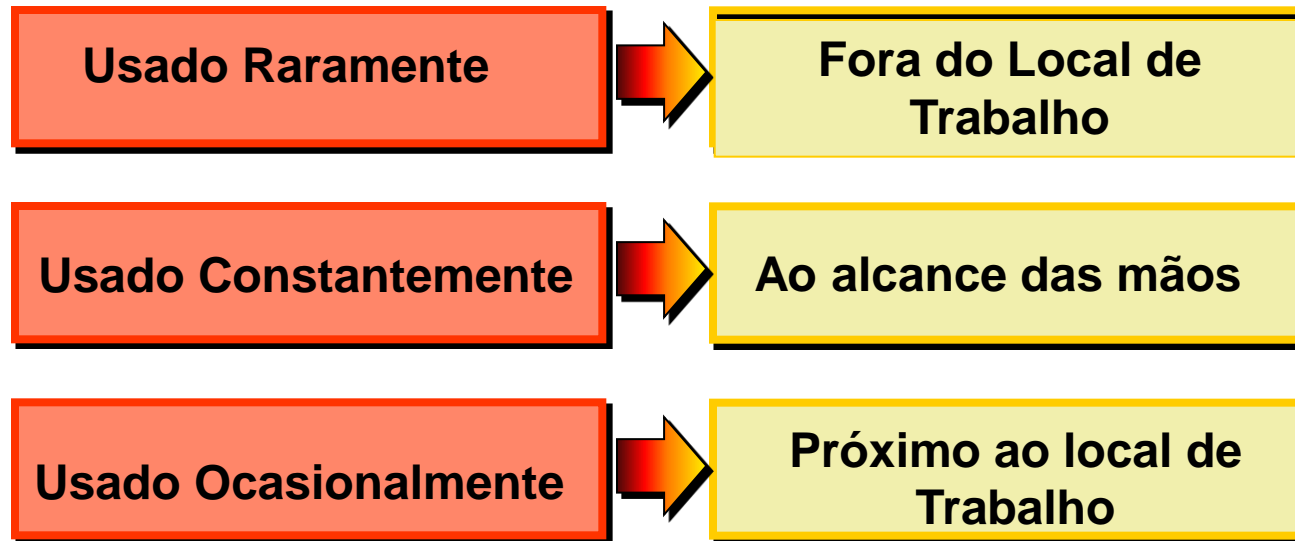 Usado Raramente
Fora do Local de
Trabalho
Usado Constantemente
Ao alcance das mãos
Usado Ocasionalmente
Próximo ao local de
Trabalho